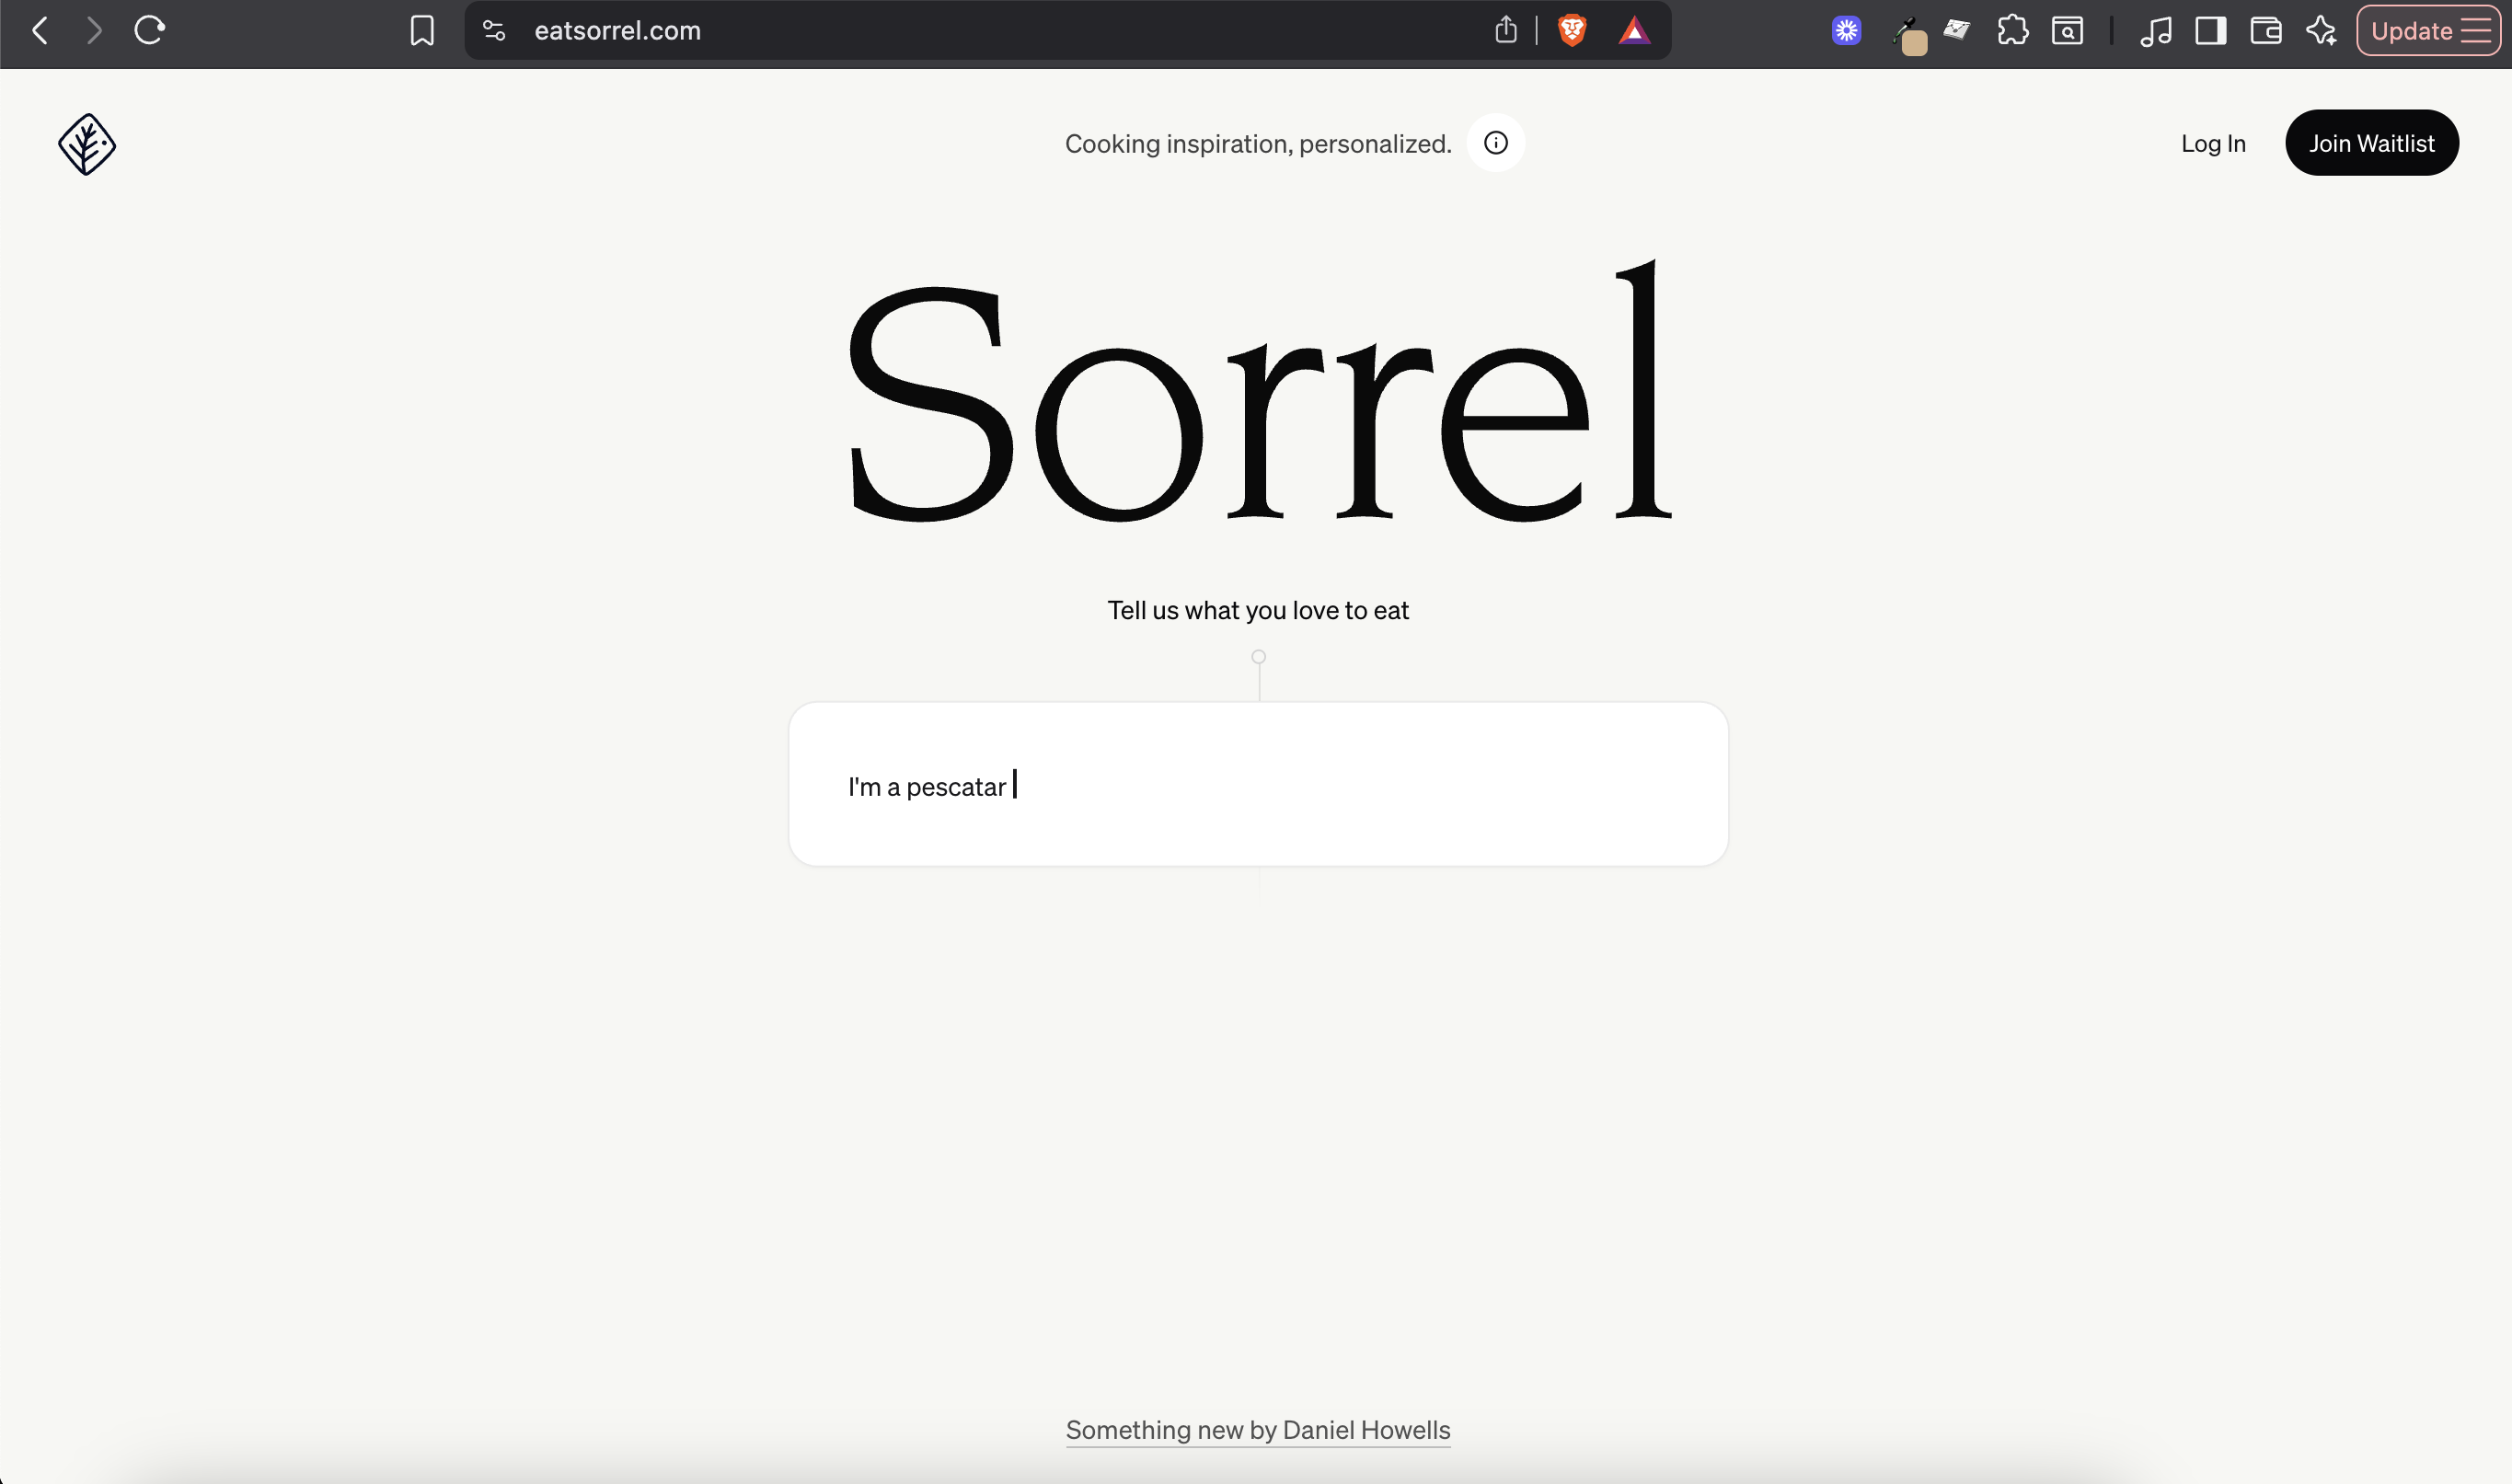 eatsorrel.com
Update
Cooking inspiration, personalized.
Log In
Join Waitlist
Sorrel
Tell us what you love to eat
I'm a pescatar
Something new by Daniel Howells